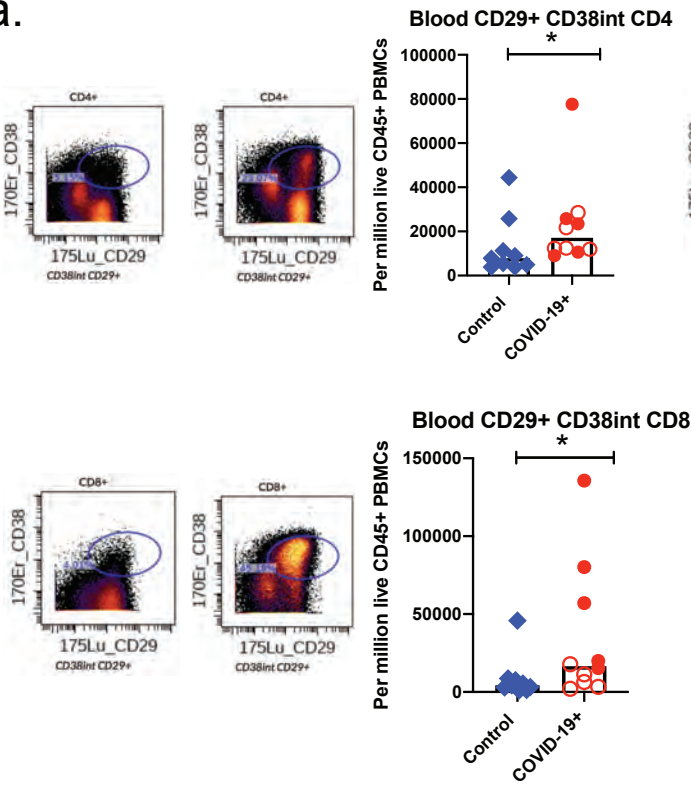 a.
Blood CD29+ CD38int CD4
*
Per million live CD45+ PBMCs
100000
80000
60000
40000
20000
0
Control
COVID-19+
CD4+
170Er_CD38
175Lu_CD29
CD38int CD29+
CD4+
170Er_CD38
175Lu_CD29
CD38int CD29+
Blood CD29+ CD38int CD8
*
Per million live CD45+ PBMCs
150000
100000
50000
0
Control
COVID-19+
CD8+
170Er_CD38
175Lu_CD29
CD38int CD29+
CD8+
170Er_CD38
175Lu_CD29
CD38int CD29+